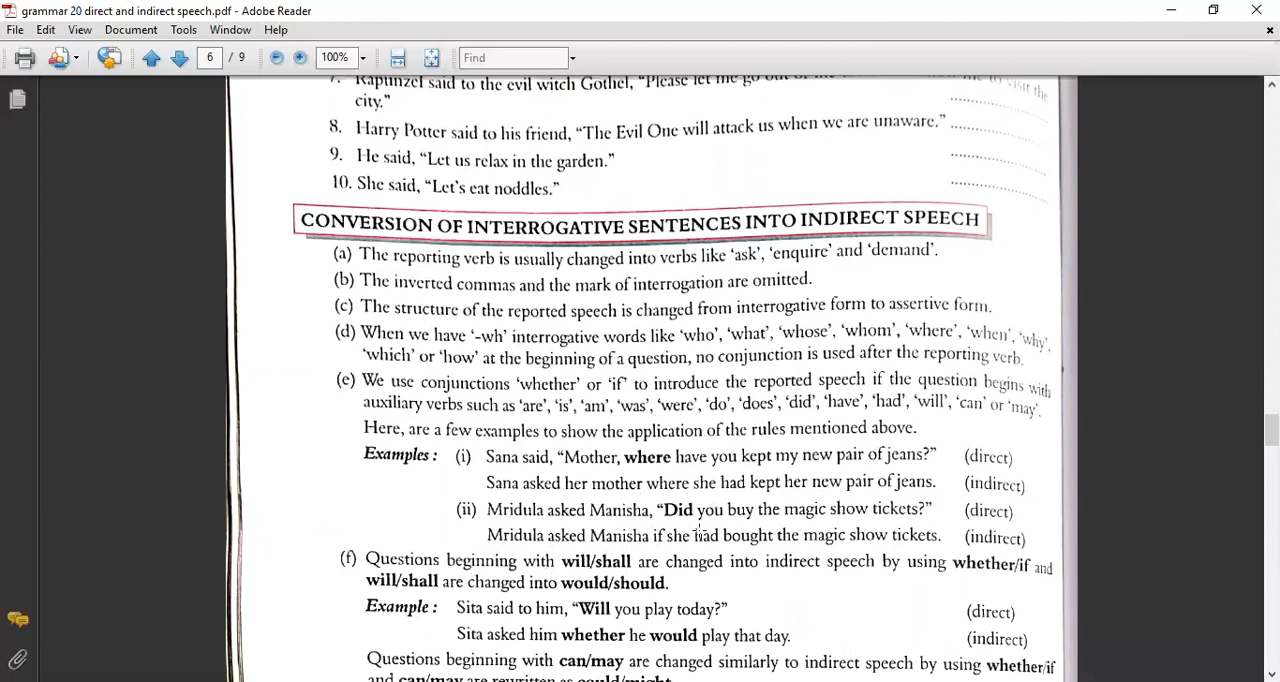 grammar 20 direct and indirect speech.pdf - Adobe Reader
File Edit View Document Tools Window Help
6 / 9 100% Find
7. Rapunzel said to the evil witch Gothel, "Please let me go out of to visit the
city."
8. Harry Potter said to his friend, "The Evil One will attack us when we are unaware."
9. He said, "Let us relax in the garden."
10. She said, "Let's eat noddles."
CONVERSION OF INTERROGATIVE SENTENCES INTO INDIRECT SPEECH
(a) The reporting verb is usually changed into verbs like 'ask', 'enquire' and 'demand'.
(b) The inverted commas and the mark of interrogation are omitted.
(c) The structure of the reported speech is changed from interrogative form to assertive form.
(d) When we have '-wh' interrogative words like 'who', 'what', 'whose', 'whom', 'where', 'when', 'why',
'which' or 'how' at the beginning of a question, no conjunction is used after the reporting verb.
(e) We use conjunctions 'whether' or 'if' to introduce the reported speech if the question begins with
auxiliary verbs such as 'are', 'is', 'am', 'was', 'were', 'do', 'does', 'did', 'have', 'had', 'will', 'can' or 'may'.
Here, are a few examples to show the application of the rules mentioned above.
Examples : (i) Sana said, "Mother, where have you kept my new pair of jeans?" (direct)
Sana asked her mother where she had kept her new pair of jeans. (indirect)
(ii) Mridula asked Manisha, "Did you buy the magic show tickets?" (direct)
Mridula asked Manisha if she had bought the magic show tickets. (indirect)
(f) Questions beginning with will/shall are changed into indirect speech by using whether/if and
will/shall are changed into would/should.
Example : Sita said to him, "Will you play today?" (direct)
Sita asked him whether he would play that day. (indirect)
Questions beginning with can/may are changed similarly to indirect speech by using whether/if
and can/may are rewritten as could/might.